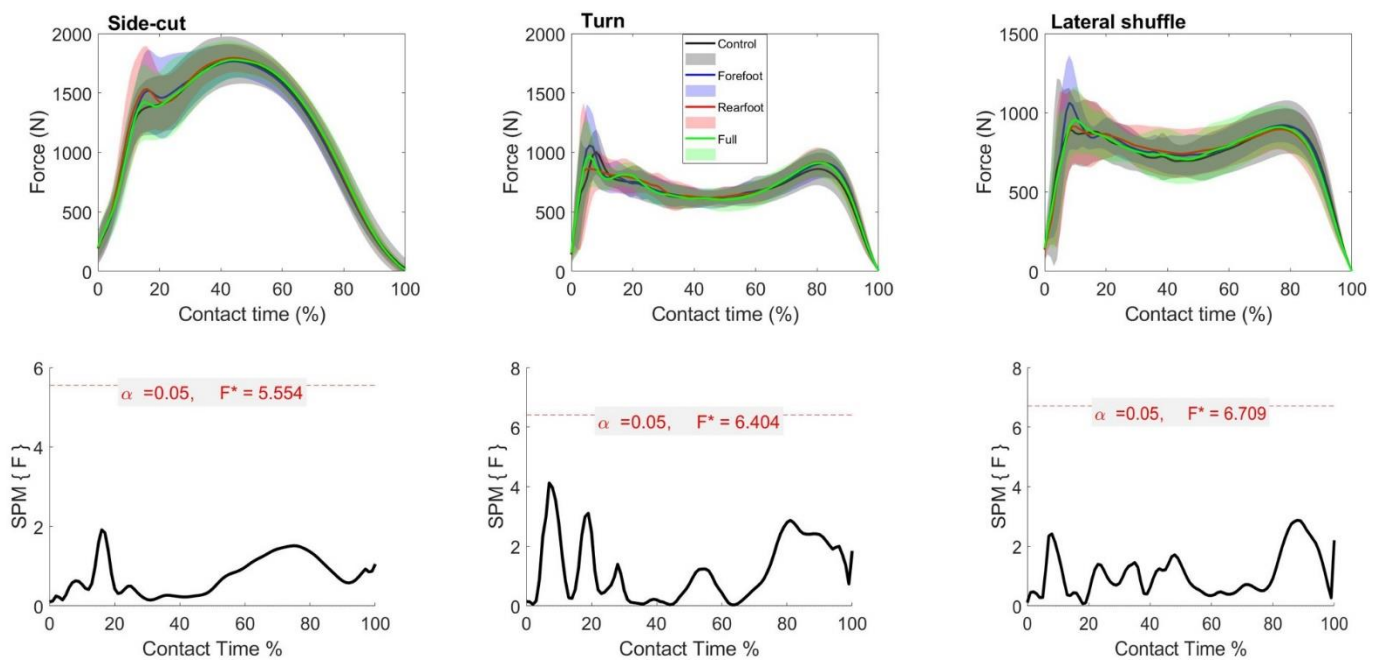 Side-cut
2000
1500
1000
500
0
Force (N)
0 20 40 60 80 100
Contact time (%)
Turn
2000
1500
1000
500
0
Force (N)
Control
Forefoot
Rearfoot
Full
0 20 40 60 80 100
Contact time (%)
Lateral shuffle
1500
1000
500
0
Force (N)
0 20 40 60 80 100
Contact time (%)
6
4
2
0
SPM { F }
α =0.05, F* = 5.554
0 20 40 60 80 100
Contact Time %
8
6
4
2
0
SPM { F }
α =0.05, F* = 6.404
0 20 40 60 80 100
Contact Time %
8
6
4
2
0
SPM { F }
α =0.05, F* = 6.709
0 20 40 60 80 100
Contact Time %